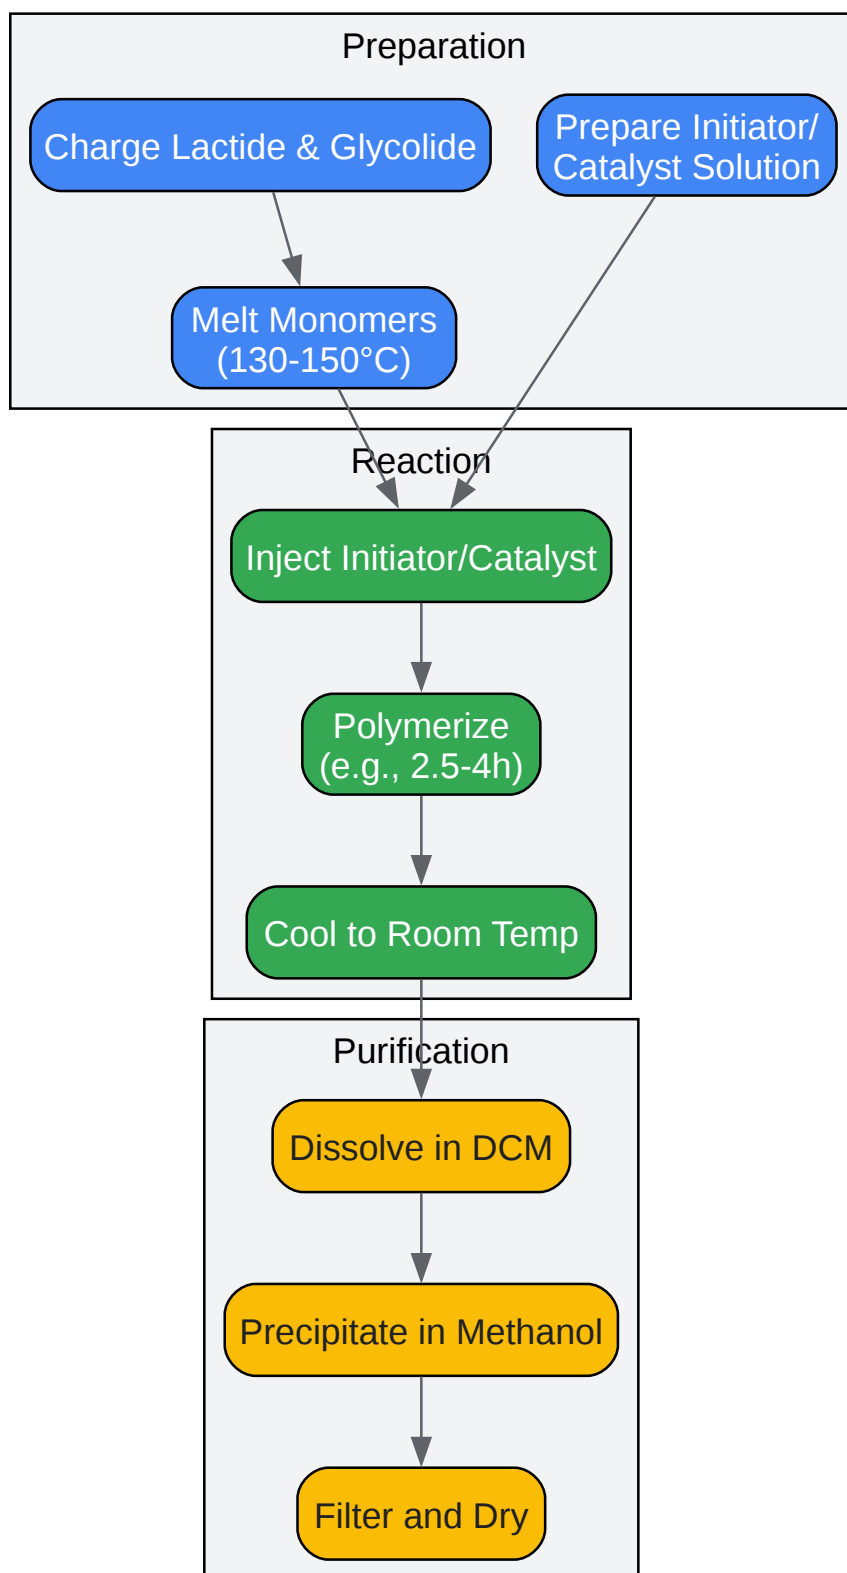 Preparation
Charge Lactide & Glycolide
Prepare Initiator/
Catalyst Solution
Melt Monomers
(130-150°C)
Reaction
Inject Initiator/Catalyst
Polymerize
(e.g., 2.5-4h)
Cool to Room Temp
Purification
Dissolve in DCM
Precipitate in Methanol
Filter and Dry